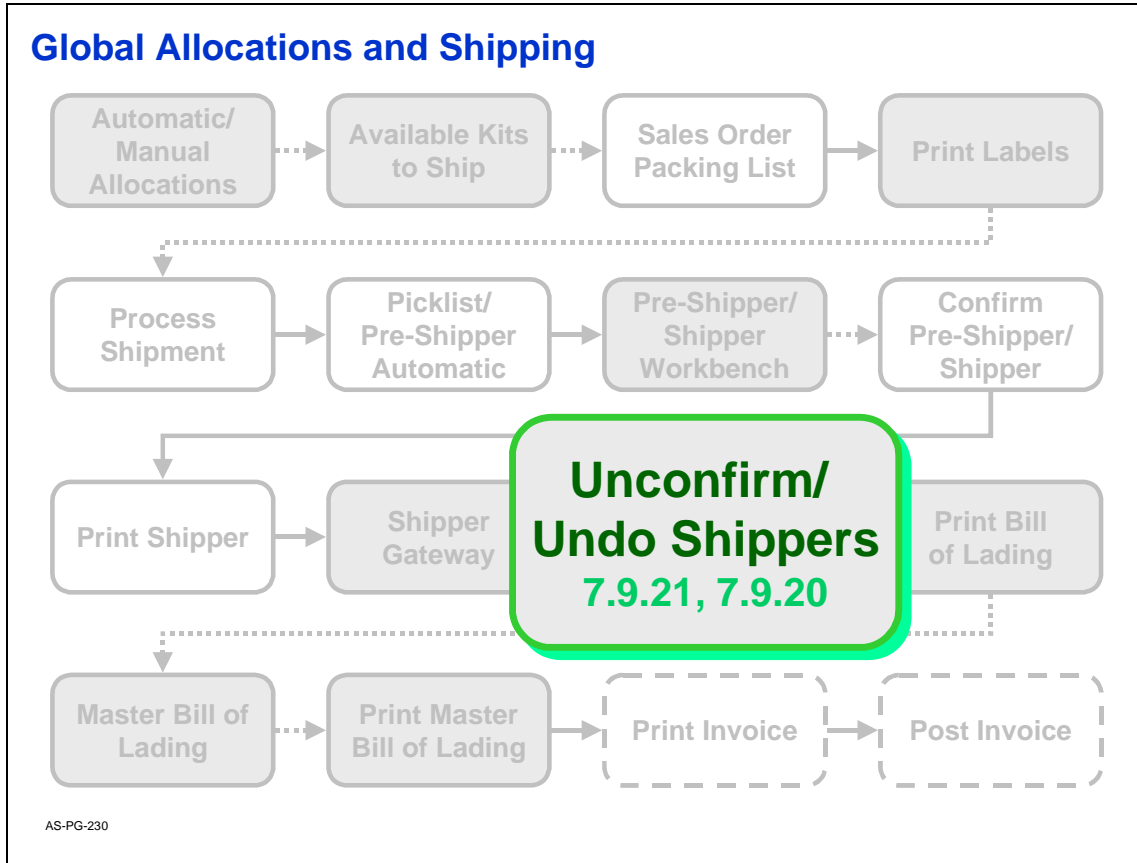 Global Allocations and Shipping
Automatic/
Manual
Allocations
Available Kits
to Ship
Sales Order
Packing List
Print Labels
Process
Shipment
Picklist/
Pre-Shipper
Automatic
Pre-Shipper/
Shipper
Workbench
Confirm
Pre-Shipper/
Shipper
Print Shipper
Shipper
Gateway
Unconfirm/
Undo Shippers
7.9.21, 7.9.20
Print Bill
of Lading
Master Bill of
Lading
Print Master
Bill of Lading
Print Invoice
Post Invoice
AS-PG-230